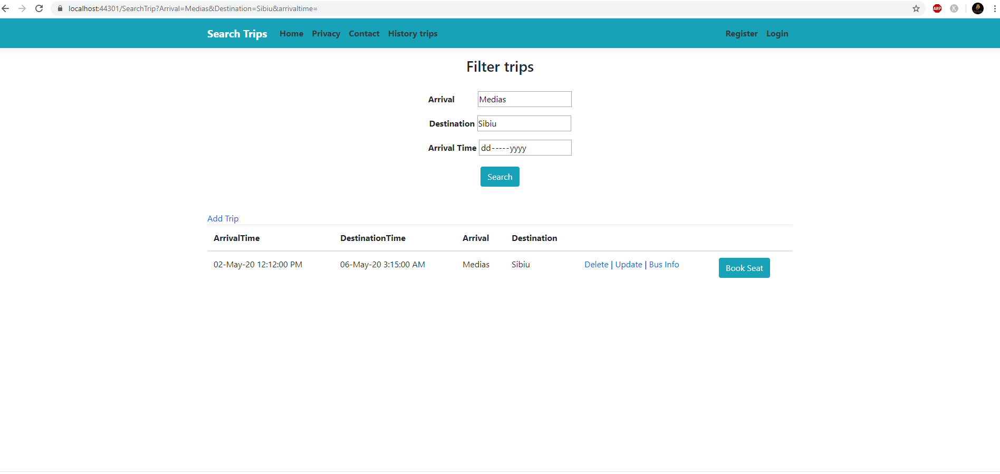 localhost:44301/SearchTrip?Arrival=Medias&Destination=Sibiu&arrivaltime=
ABP
K
Search Trips Home Privacy Contact History trips Register Login
Filter trips
Arrival Medias
Destination Sibiu
Arrival Time dd-----yyyy
Search
Add Trip
ArrivalTime DestinationTime Arrival Destination
02-May-20 12:12:00 PM 06-May-20 3:15:00 AM Medias Sibiu Delete | Update | Bus Info Book Seat